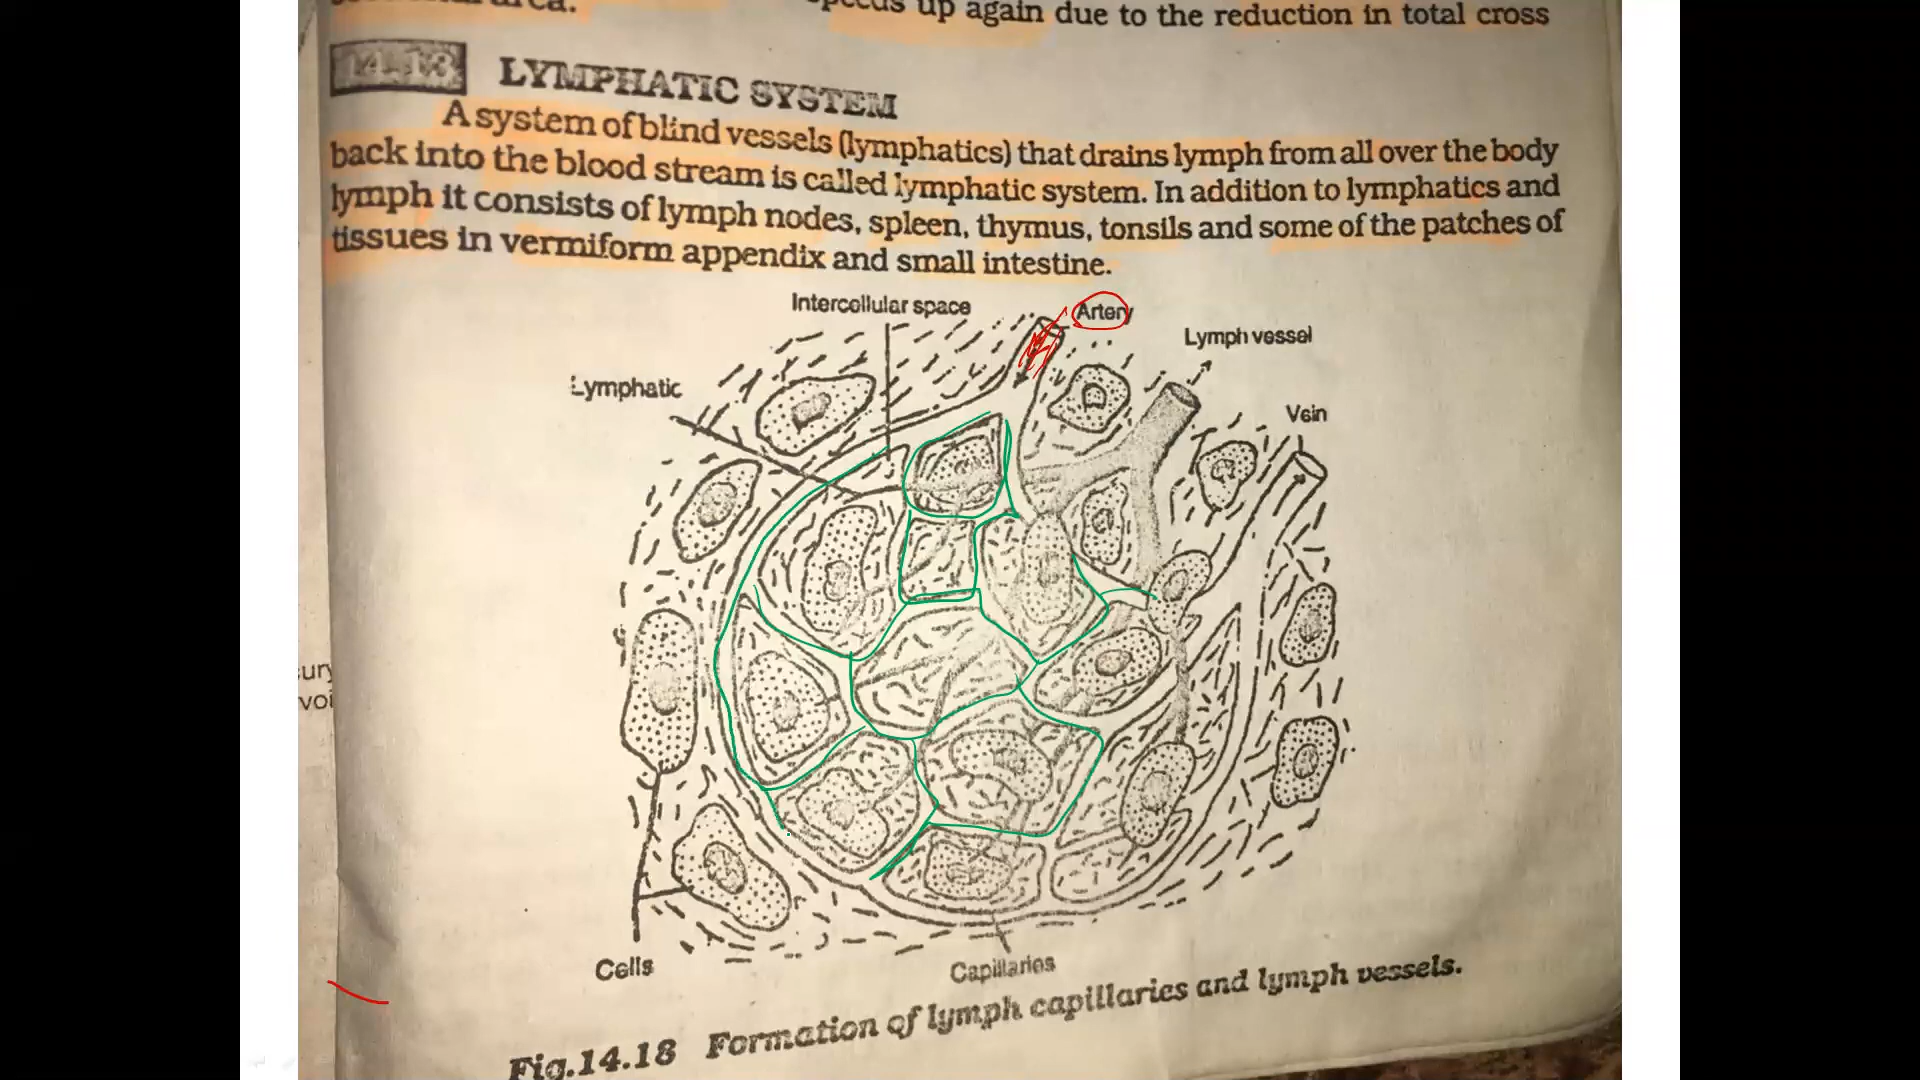 speeds up again due to the reduction in total cross
area.
14.13 LYMPHATIC SYSTEM
A system of blind vessels (lymphatics) that drains lymph from all over the body
back into the blood stream is called lymphatic system. In addition to lymphatics and
lymph it consists of lymph nodes, spleen, thymus, tonsils and some of the patches of
tissues in vermiform appendix and small intestine.
Intercellular space
Artery
Lymph vessel
Lymphatic
Vein
Cells
Capillaries
Fig.14.18 Formation of lymph capillaries and lymph vessels.